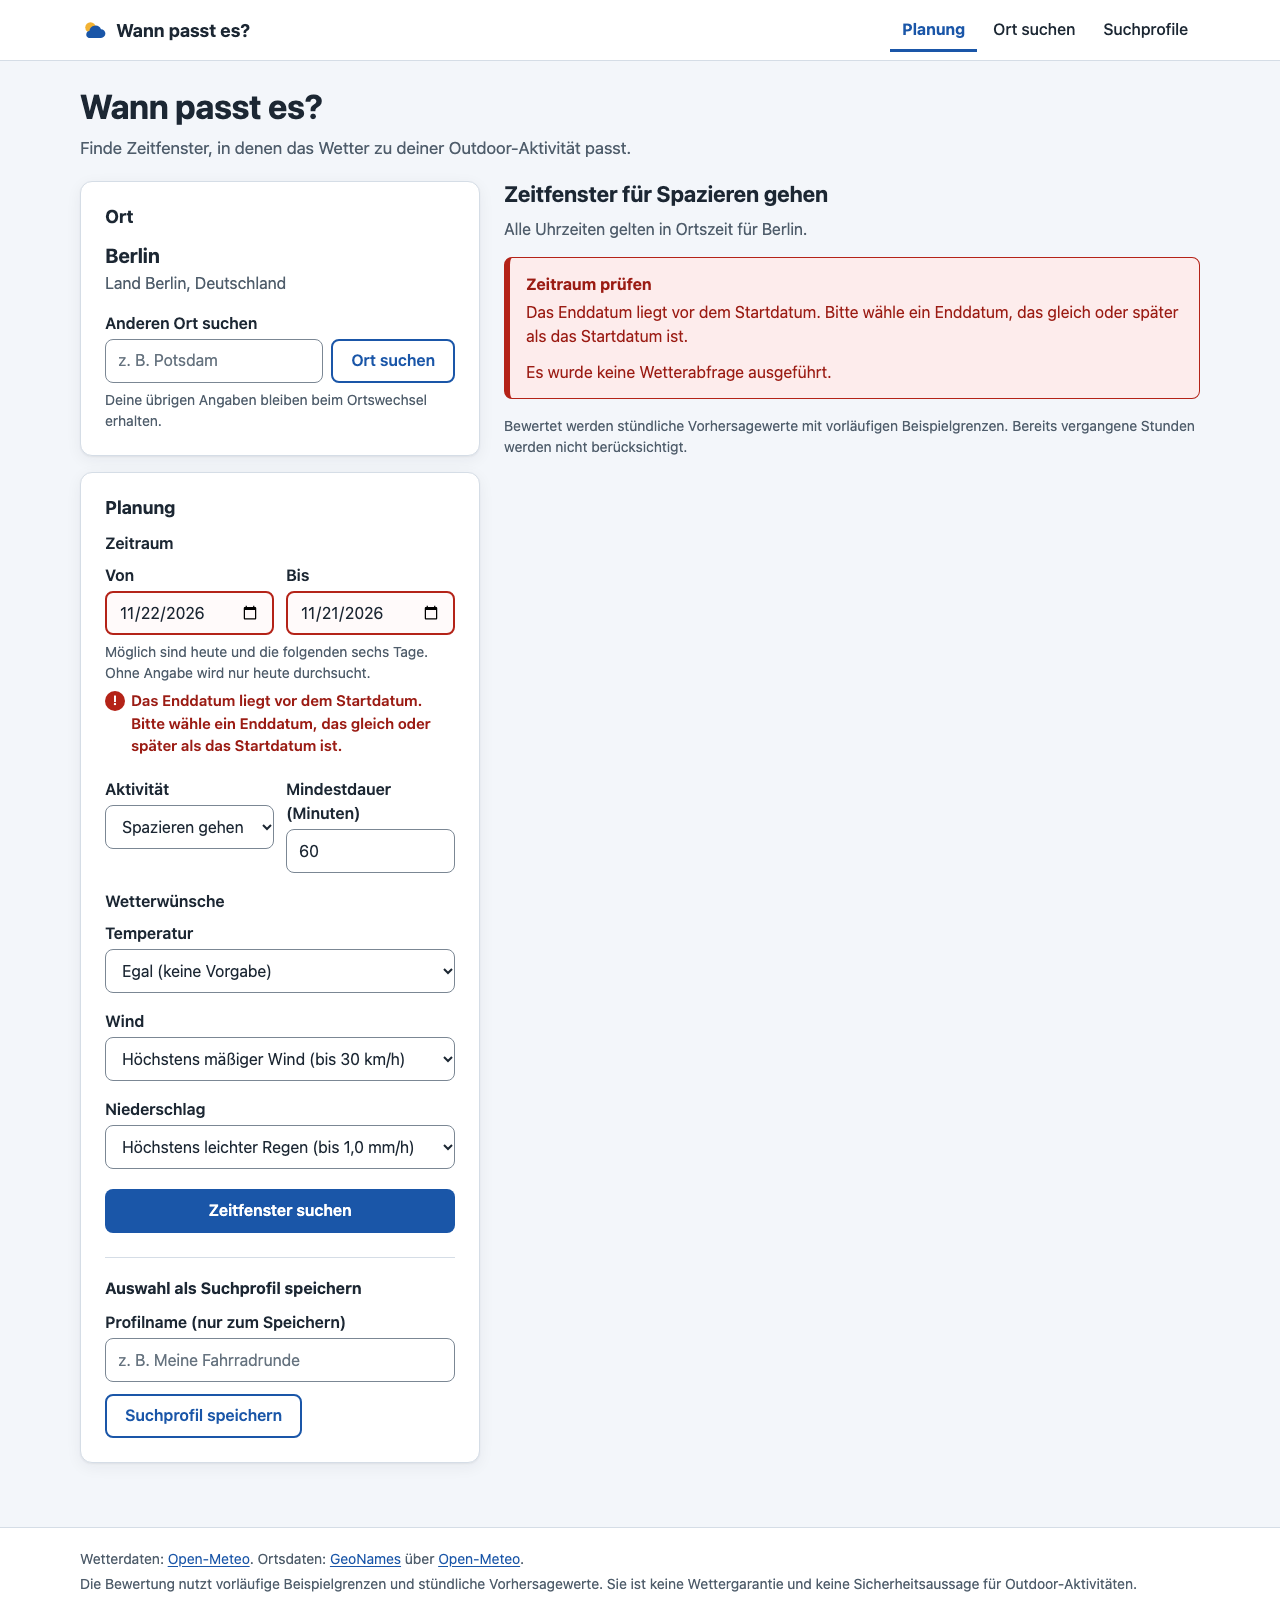 Wann passt es?
Planung
Ort suchen
Suchprofile
Wann passt es?
Finde Zeitfenster, in denen das Wetter zu deiner Outdoor-Aktivität passt.
Ort
Berlin
Land Berlin, Deutschland
Anderen Ort suchen
z. B. Potsdam
Ort suchen
Deine übrigen Angaben bleiben beim Ortswechsel
erhalten.
Planung
Zeitraum
Von
Bis
11/22/2026
11/21/2026
Möglich sind heute und die folgenden sechs Tage.
Ohne Angabe wird nur heute durchsucht.
! Das Enddatum liegt vor dem Startdatum.
Bitte wähle ein Enddatum, das gleich oder
später als das Startdatum ist.
Aktivität
Spazieren gehen
Mindestdauer
(Minuten)
60
Wetterwünsche
Temperatur
Egal (keine Vorgabe)
Wind
Höchstens mäßiger Wind (bis 30 km/h)
Niederschlag
Höchstens leichter Regen (bis 1,0 mm/h)
Zeitfenster suchen
Auswahl als Suchprofil speichern
Profilname (nur zum Speichern)
z. B. Meine Fahrradrunde
Suchprofil speichern
Zeitfenster für Spazieren gehen
Alle Uhrzeiten gelten in Ortszeit für Berlin.
Zeitraum prüfen
Das Enddatum liegt vor dem Startdatum. Bitte wähle ein Enddatum, das gleich oder später
als das Startdatum ist.
Es wurde keine Wetterabfrage ausgeführt.
Bewertet werden stündliche Vorhersagewerte mit vorläufigen Beispielgrenzen. Bereits vergangene Stunden
werden nicht berücksichtigt.
Wetterdaten: Open-Meteo. Ortsdaten: GeoNames über Open-Meteo.
Die Bewertung nutzt vorläufige Beispielgrenzen und stündliche Vorhersagewerte. Sie ist keine Wettergarantie und keine Sicherheitsaussage für Outdoor-Aktivitäten.